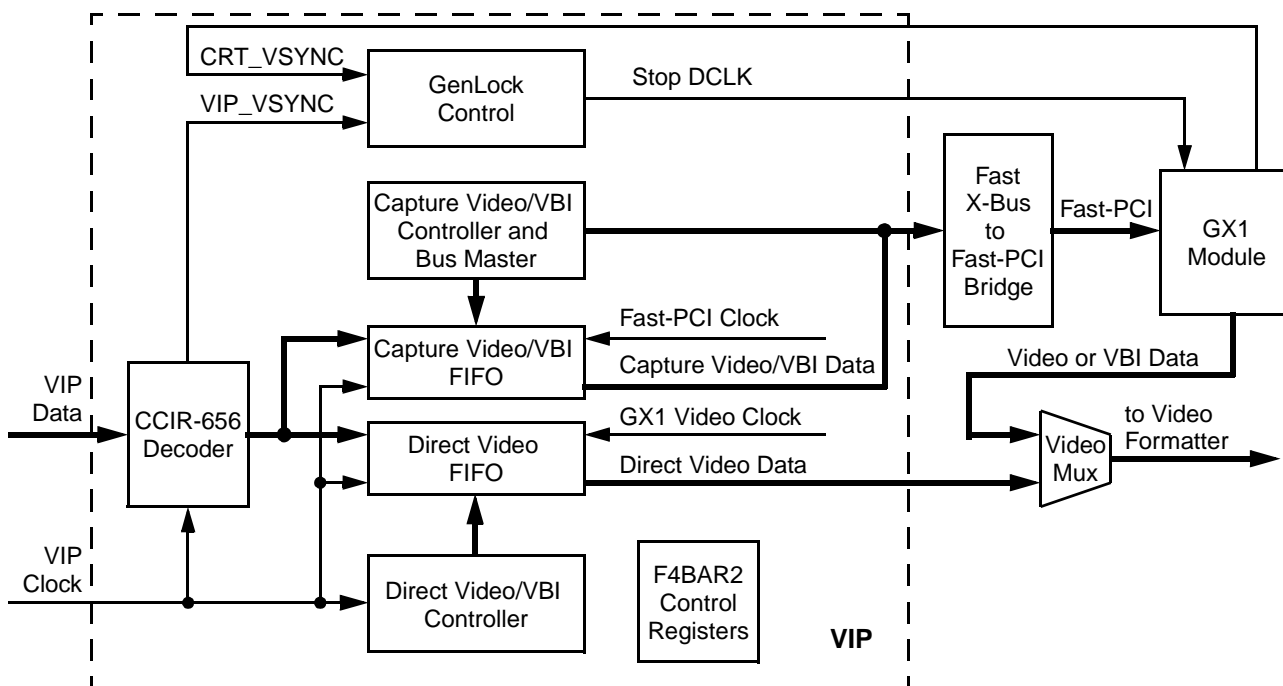 CRT_VSYNC
VIP_VSYNC
GenLock
Control
Stop DCLK
Capture Video/VBI
Controller and
Bus Master
Fast
X-Bus
to
Fast-PCI
Bridge
Fast-PCI
GX1
Module
Fast-PCI Clock
Capture Video/VBI
FIFO
Capture Video/VBI Data
Video or VBI Data
VIP
Data
CCIR-656
Decoder
GX1 Video Clock
Direct Video
FIFO
Direct Video Data
Video
Mux
to Video
Formatter
VIP
Clock
Direct Video/VBI
Controller
F4BAR2
Control
Registers
VIP